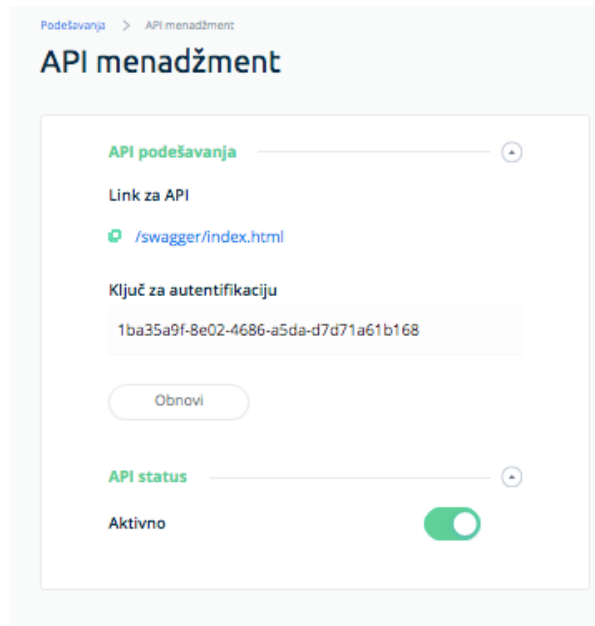 Podešavanja > API menadžment
API menadžment
API podešavanja
Link za API
/swagger/index.html
Ključ za autentifikaciju
1ba35a9f-8e02-4686-a5da-d7d71a61b168
Obnovi
API status
Aktivno